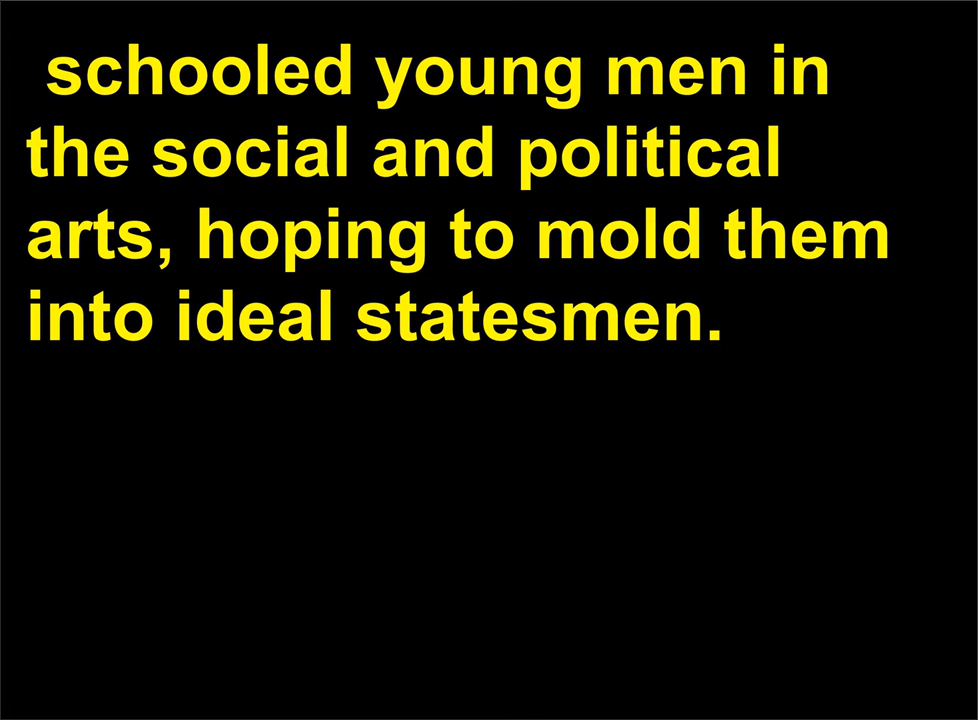 schooled young men in
the social and political
arts, hoping to mold them
into ideal statesmen.